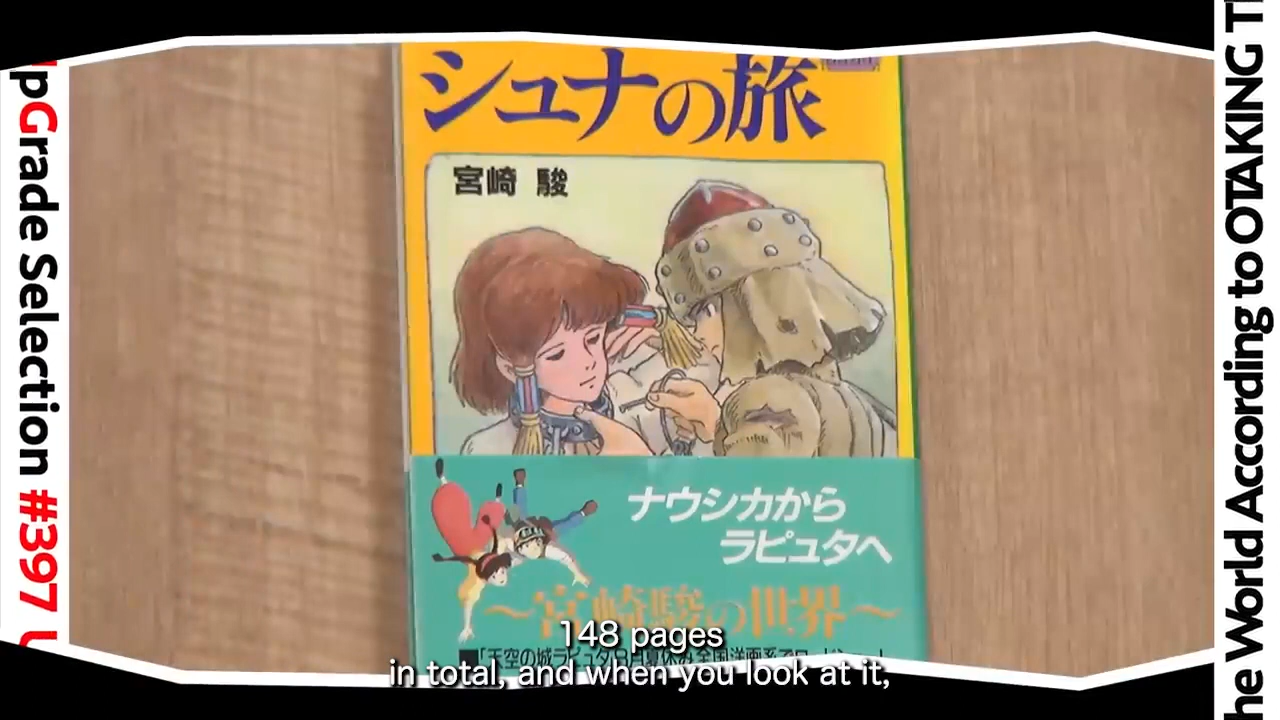 pGrade Selection #397
シュナの旅
宮崎 駿
ナウシカから
ラピュタへ
〜宮崎駿の世界〜
148 pages
in total, and when you look at it,
he World According to OTAKING T